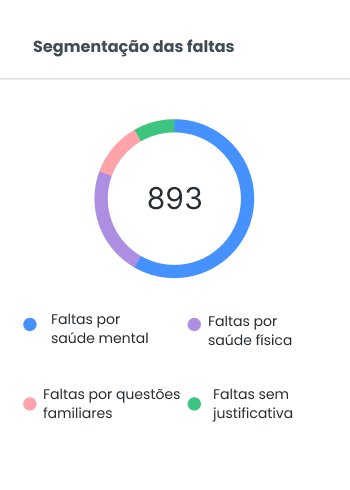 Segmentação das faltas
893
Faltas por
saúde mental
Faltas por
saúde física
Faltas por questões
familiares
Faltas sem
justificativa